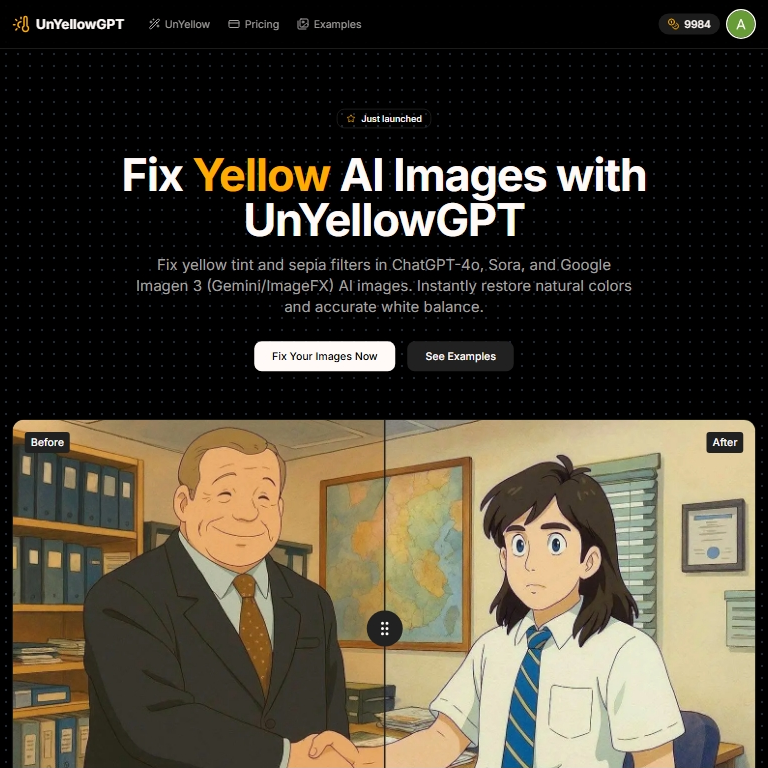 UnYellowGPT
UnYellow
Pricing
Examples
9984
A
Just launched
Fix Yellow AI Images with
UnYellowGPT
Fix yellow tint and sepia filters in ChatGPT-4o, Sora, and Google
Imagen 3 (Gemini/ImageFX) AI images. Instantly restore natural colors
and accurate white balance.
Fix Your Images Now
See Examples
Before
After